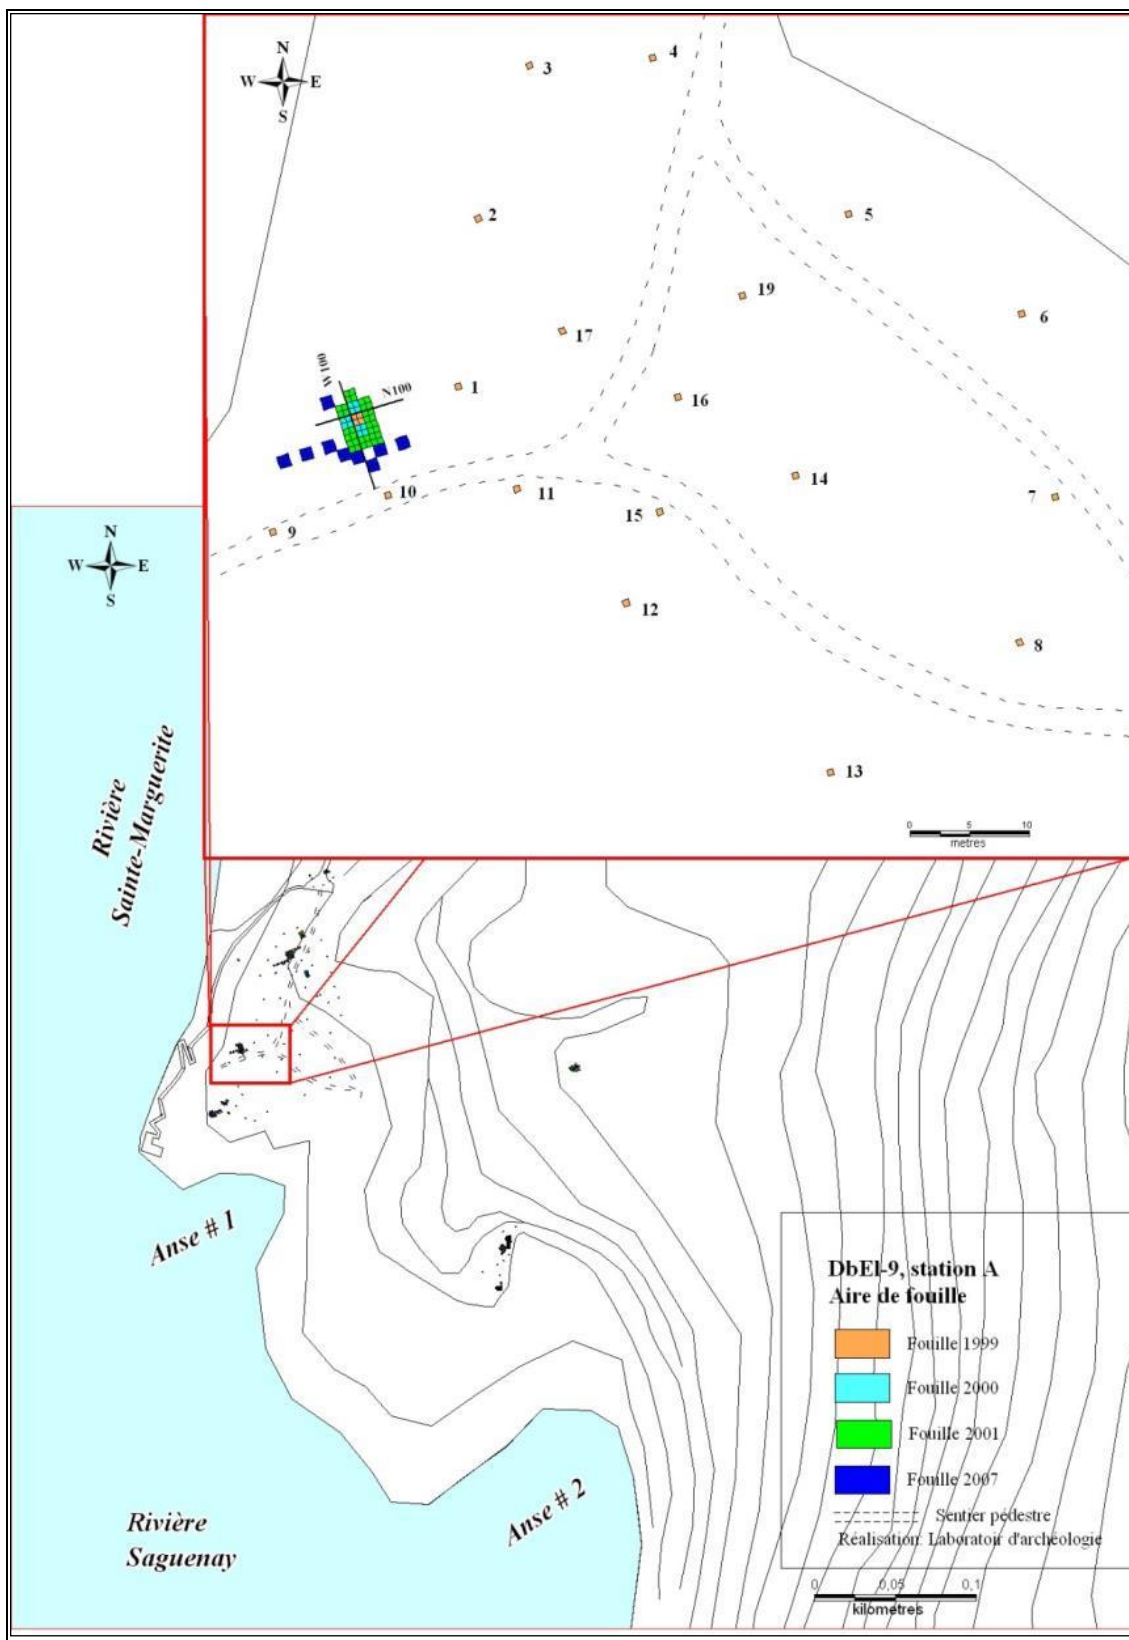 N
W E
S
3
4
2
5
19
6
17
001 W
N100
1
16
14
10
11
7
15
9
12
8
13
0 5 10
metres
N
W E
S
Rivière
Sainte-Marguerite
Anse # 1
Anse # 2
Rivière
Saguenay
DbEl-9, station A
Aire de fouille
Fouille 1999
Fouille 2000
Fouille 2001
Fouille 2007
Sentier pédestre
Réalisation: Laboratoir d'archéologie
0 0,05 0,1
kilometres